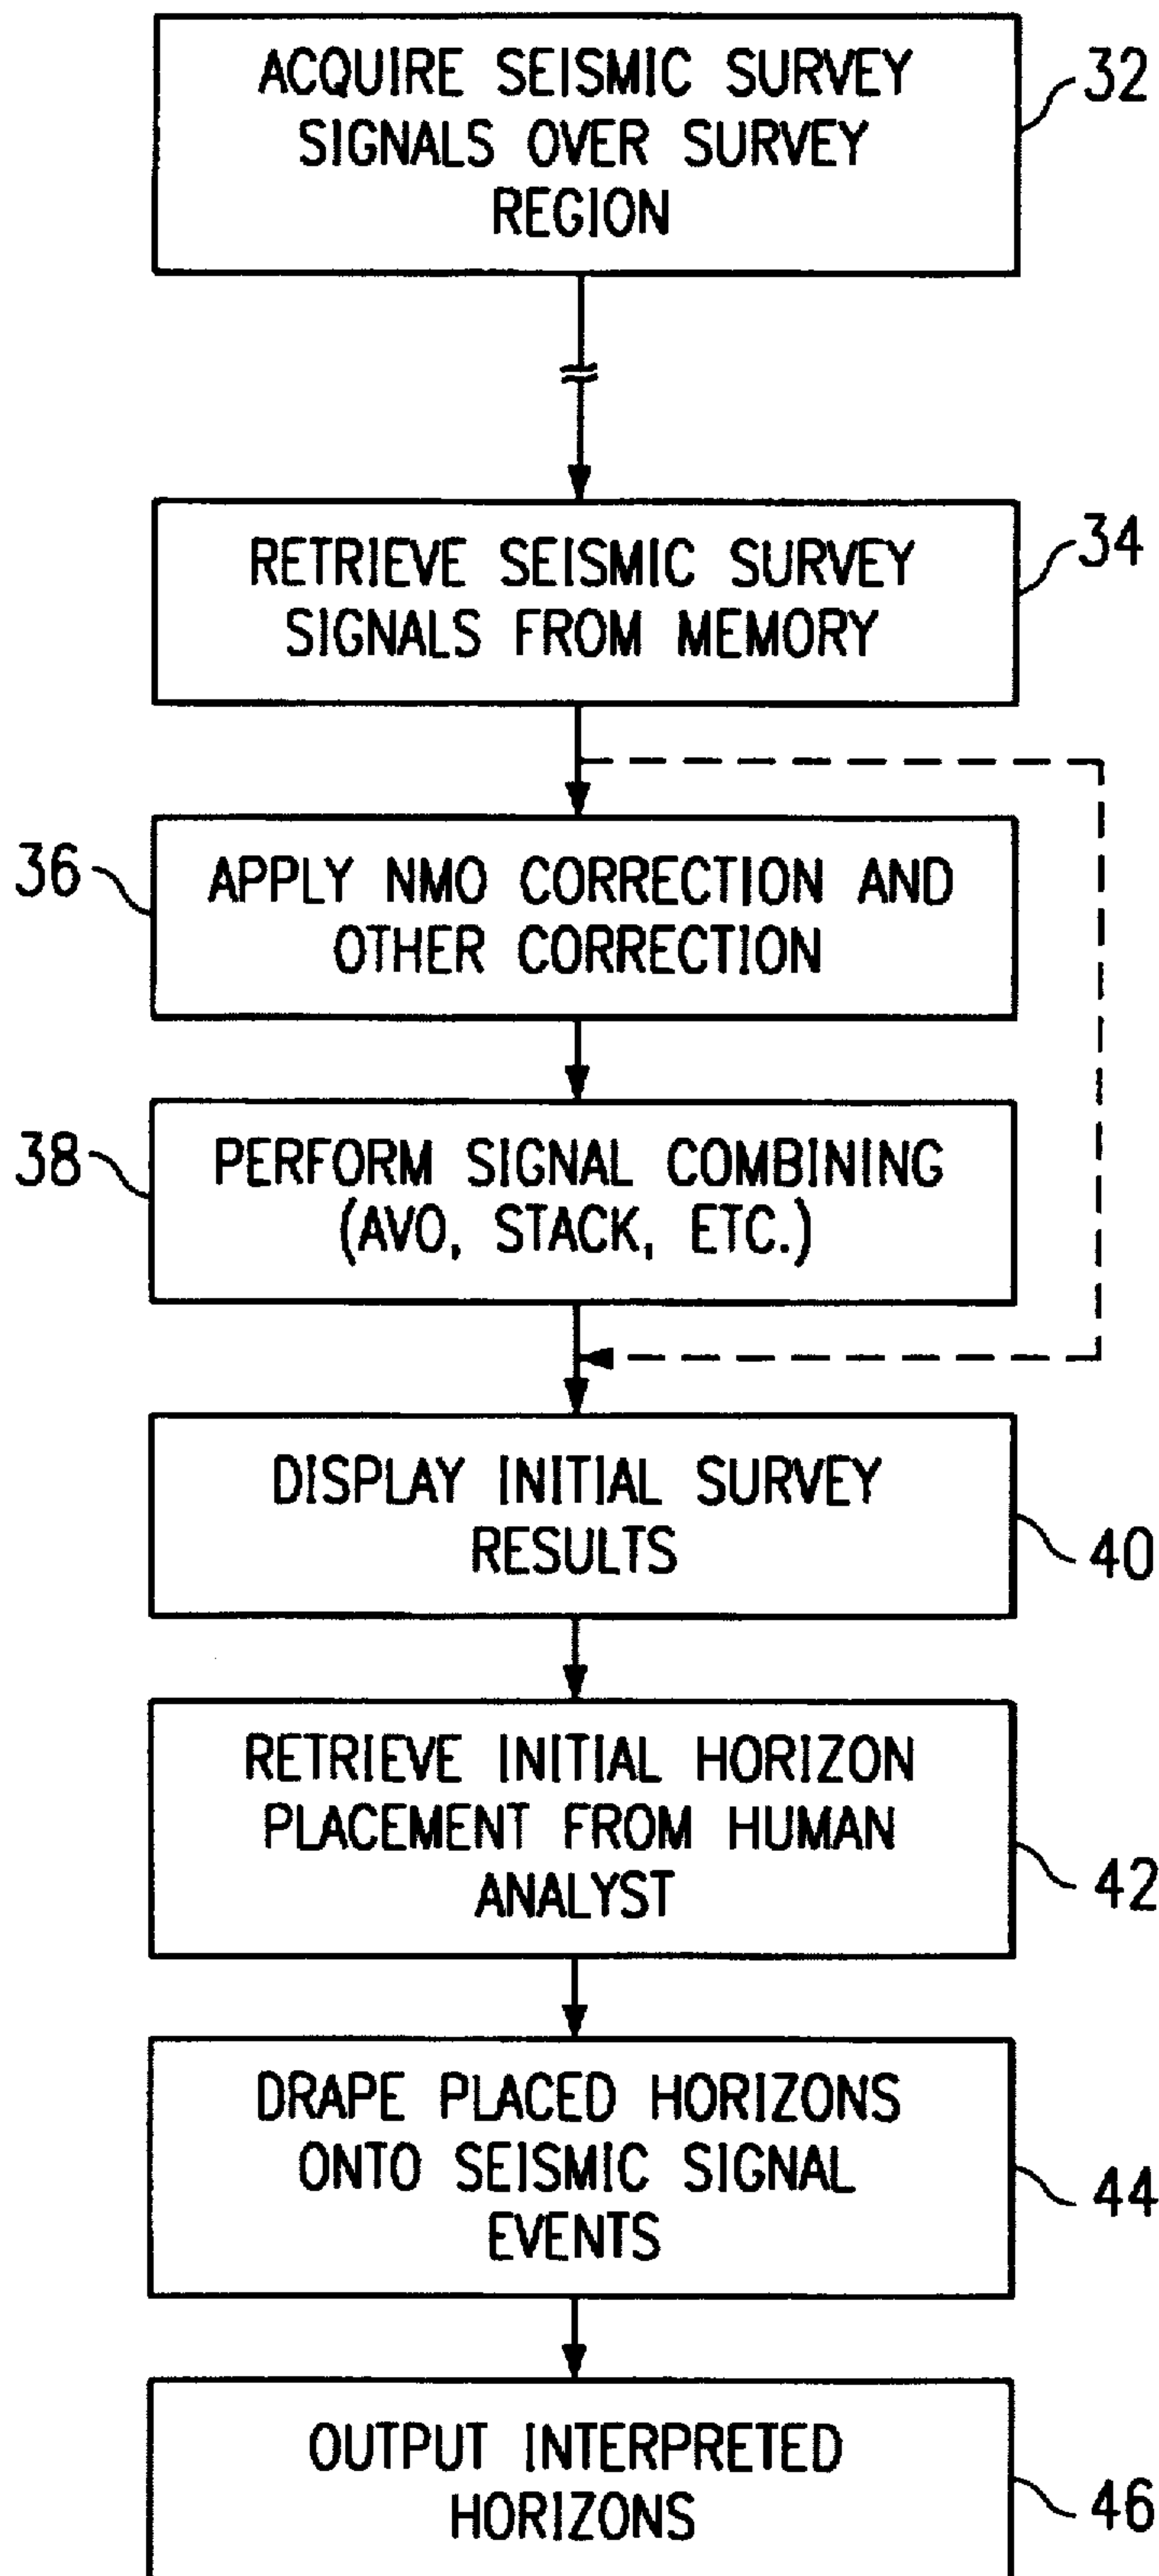 ACQUIRE SEISMIC SURVEY
SIGNALS OVER SURVEY
REGION
32
RETRIEVE SEISMIC SURVEY
SIGNALS FROM MEMORY
34
36
APPLY NMO CORRECTION AND
OTHER CORRECTION
38
PERFORM SIGNAL COMBINING
(AVO, STACK, ETC.)
DISPLAY INITIAL SURVEY
RESULTS
40
RETRIEVE INITIAL HORIZON
PLACEMENT FROM HUMAN
ANALYST
42
DRAPE PLACED HORIZONS
ONTO SEISMIC SIGNAL
EVENTS
44
OUTPUT INTERPRETED
HORIZONS
46